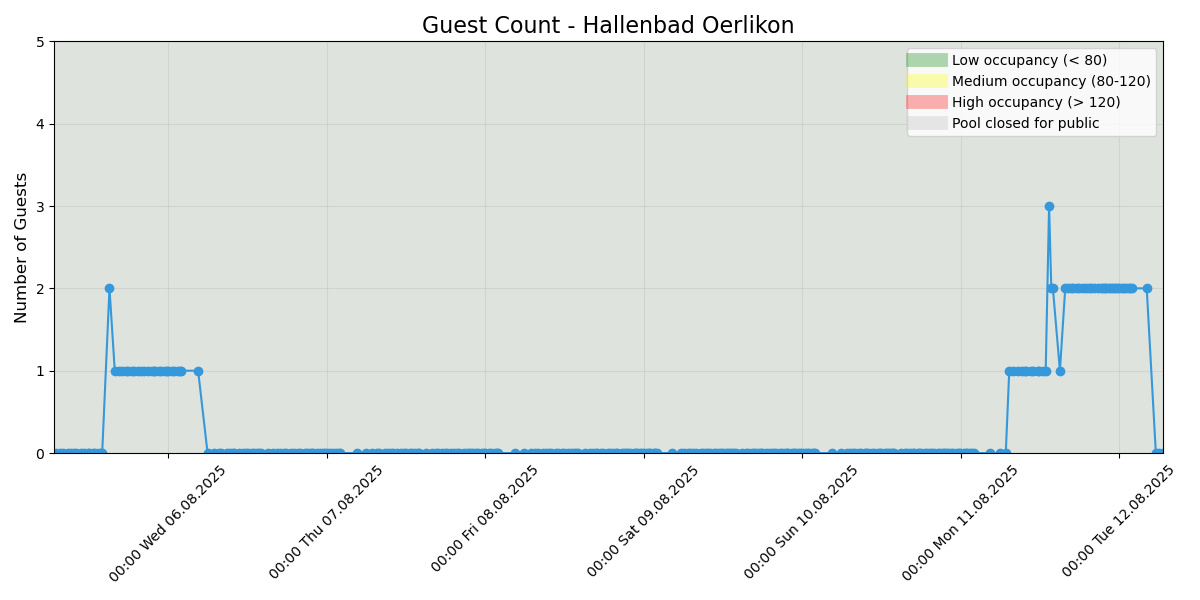 Guest Count - Hallenbad Oerlikon
Number of Guests
5
4
3
2
1
0
Low occupancy (< 80)
Medium occupancy (80-120)
High occupancy (> 120)
Pool closed for public
00:00 Wed 06.08.2025
00:00 Thu 07.08.2025
00:00 Fri 08.08.2025
00:00 Sat 09.08.2025
00:00 Sun 10.08.2025
00:00 Mon 11.08.2025
00:00 Tue 12.08.2025